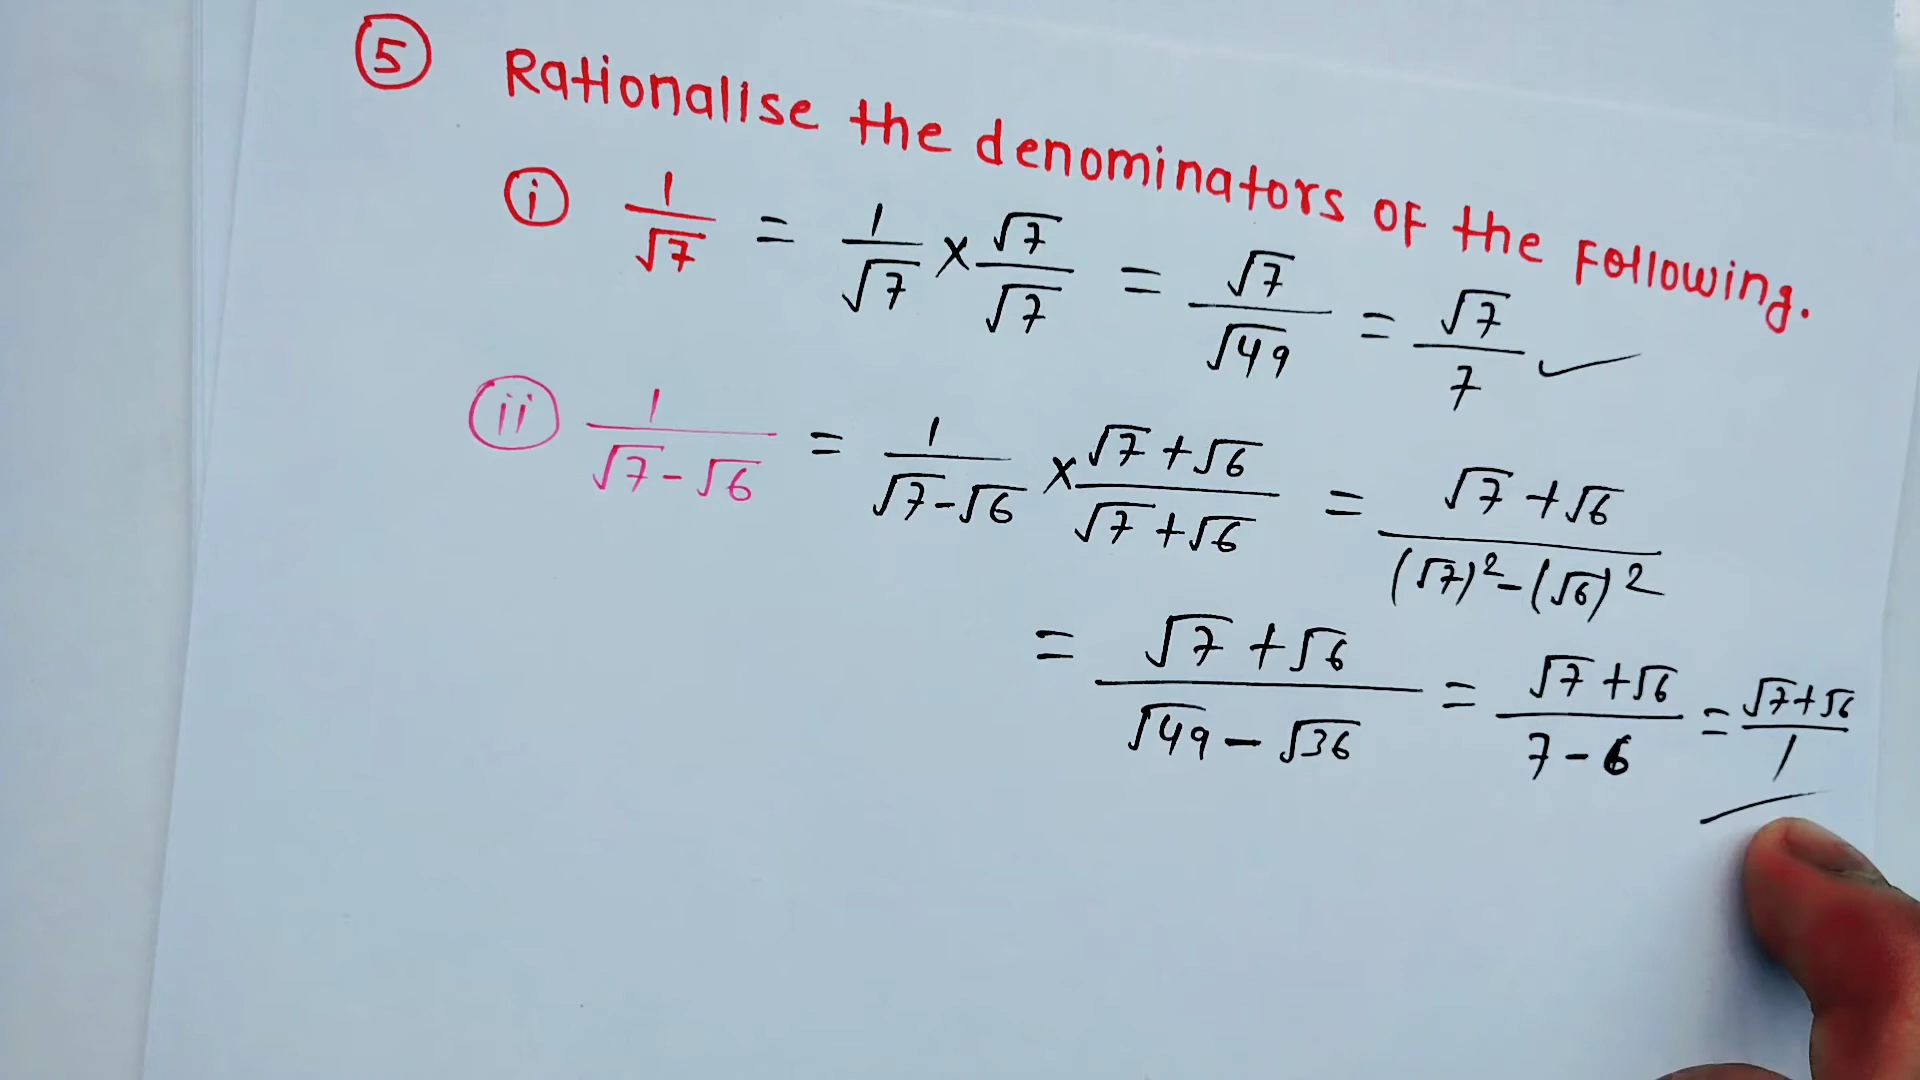 5 Rationalise the denominators of the following.
i 1/√7 = 1/√7 × √7/√7 = √7/√49 = √7/7 ✓
ii 1/(√7-√6) = 1/(√7-√6) × (√7+√6)/(√7+√6) = (√7+√6)/((√7)²-(√6)²)
= (√7+√6)/(√49-√36) = (√7+√6)/(7-6) = (√7+√6)/1